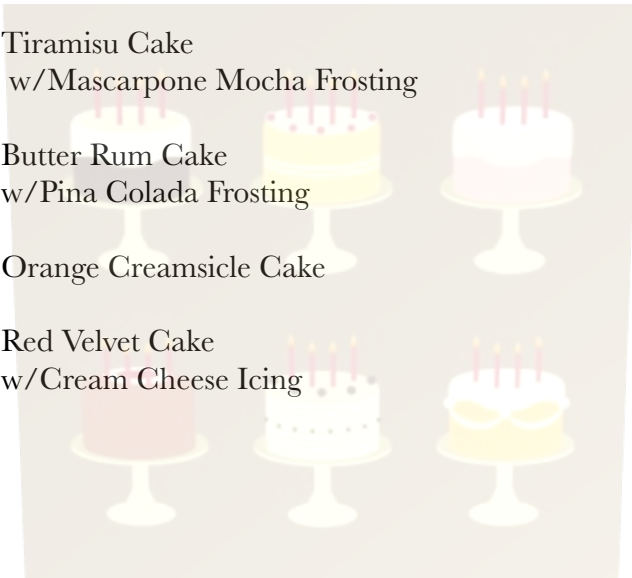 Tiramisu Cake
w/Mascarpone Mocha Frosting
Butter Rum Cake
w/Pina Colada Frosting
Orange Creamsicle Cake
Red Velvet Cake
w/Cream Cheese Icing